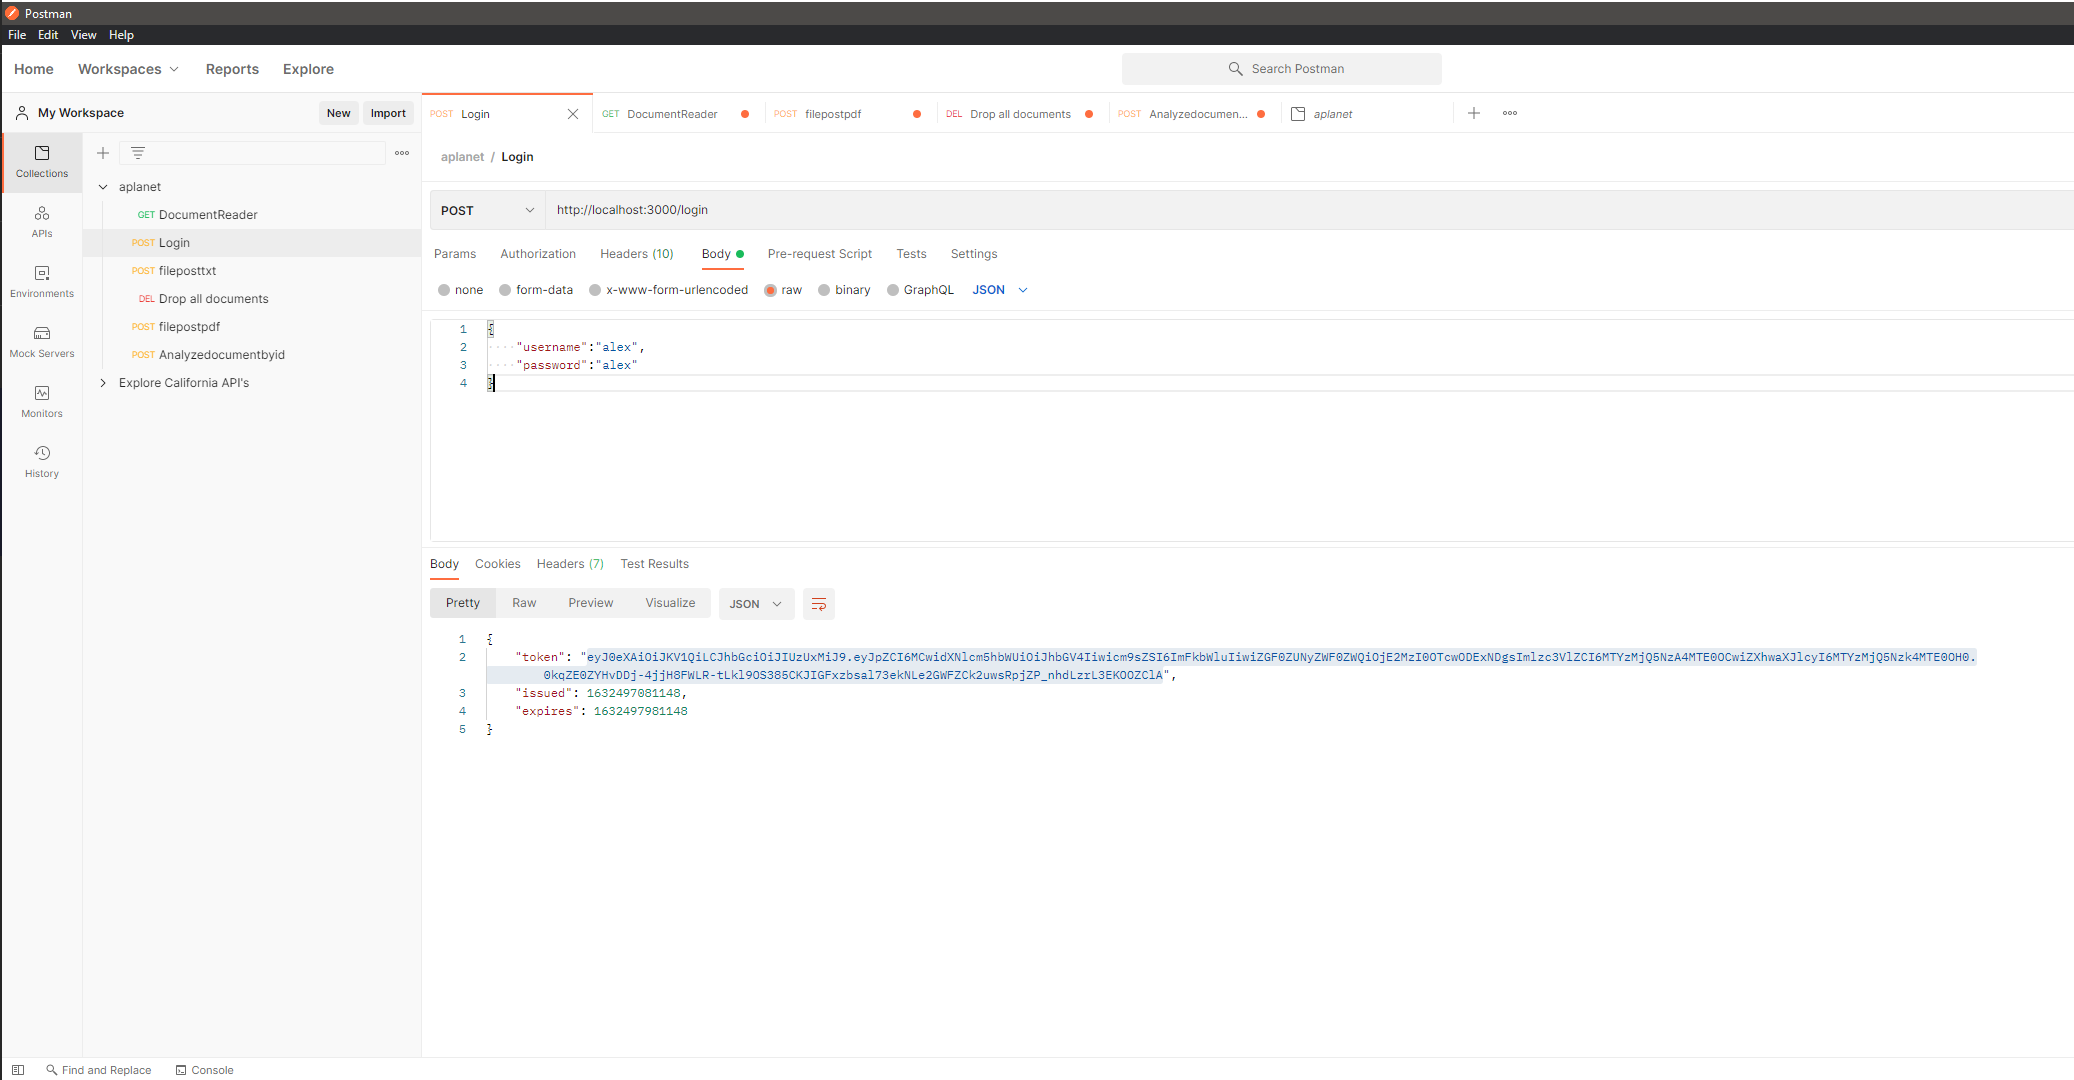 Postman
File Edit View Help
Home Workspaces Reports Explore
Search Postman
My Workspace New Import
POST Login
GET DocumentReader
POST filepostpdf
DEL Drop all documents
POST Analyzedocumen...
aplanet
Collections
APIs
Environments
Mock Servers
Monitors
History
aplanet
GET DocumentReader
POST Login
POST fileposttxt
DEL Drop all documents
POST filepostpdf
POST Analyzedocumentbyid
Explore California API's
aplanet / Login
POST http://localhost:3000/login
Params Authorization Headers (10) Body Pre-request Script Tests Settings
none form-data x-www-form-urlencoded raw binary GraphQL JSON
1 {
2 "username":"alex",
3 "password":"alex"
4 }
Body Cookies Headers (7) Test Results
Pretty Raw Preview Visualize JSON
1 {
2 "token": "eyJ0eXAiOiJKV1QiLCJhbGciOiJIUzUxMiJ9.eyJpZCI6MCwidXNlcm5hbWUiOiJhbGV4Iiwicm9sZSI6ImFkbWluIiwiZGF0ZUNyZWF0ZWQiOjE2MzI0OTcwODExNDgsImlzc3VlZCI6MTYzMjQ5NzA4MTE0OCwiZXhwaXJlcyI6MTYzMjQ5Nzk4MTE0OH0.
0kqZE0ZYHvDDj-4jjH8FWLR-tLkl9OS385CKJIGFxzbsal73ekNLe2GWFZCk2uwsRpjZP_nhdLzrL3EKOOZClA",
3 "issued": 1632497081148,
4 "expires": 1632497981148
5 }
Find and Replace Console